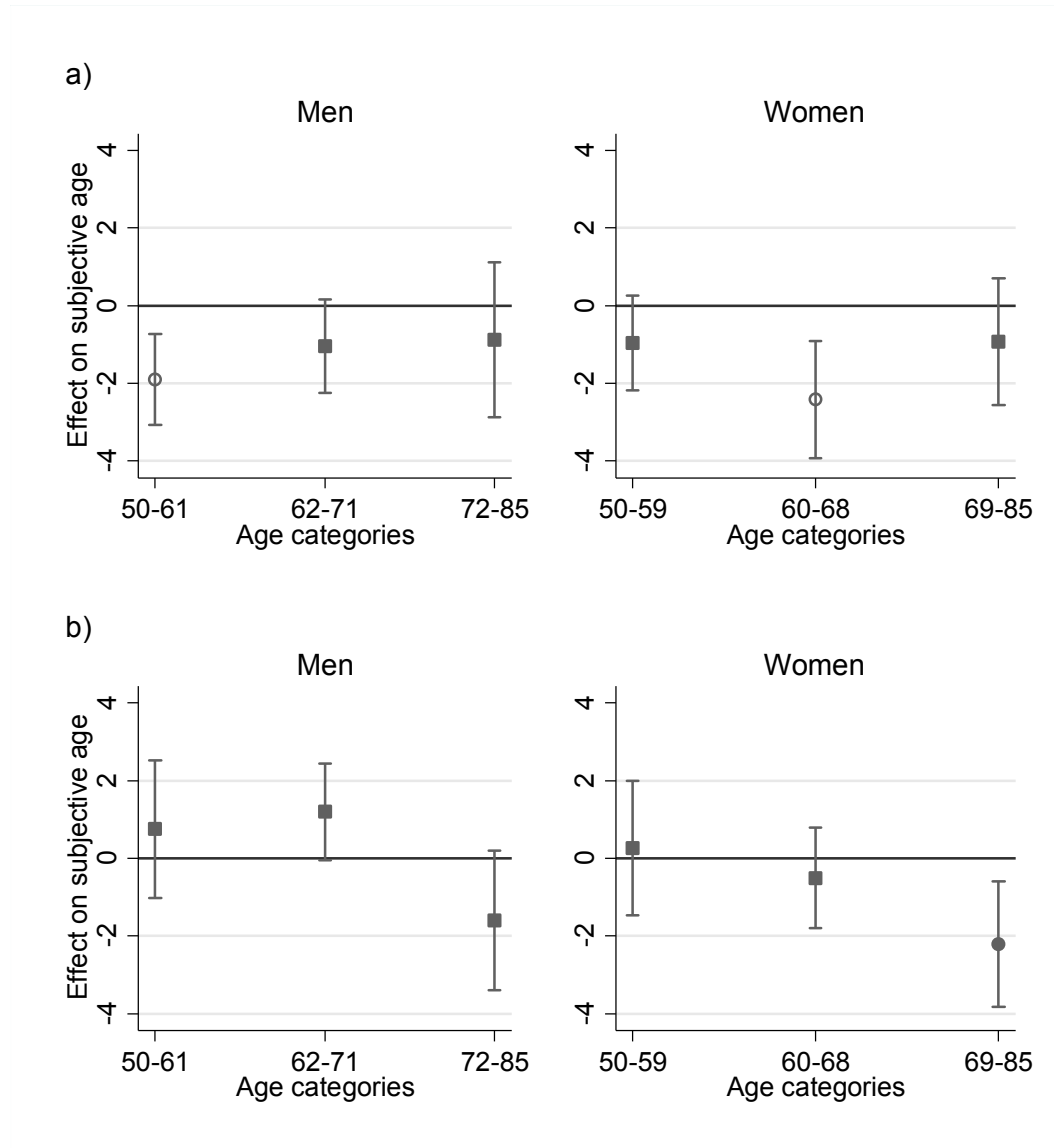 a)
Men
Women
Effect on subjective age
4
2
0
-2
-4
50-61
62-71
72-85
Age categories
4
2
0
-2
-4
50-59
60-68
69-85
Age categories
b)
Men
Women
Effect on subjective age
4
2
0
-2
-4
50-61
62-71
72-85
Age categories
4
2
0
-2
-4
50-59
60-68
69-85
Age categories